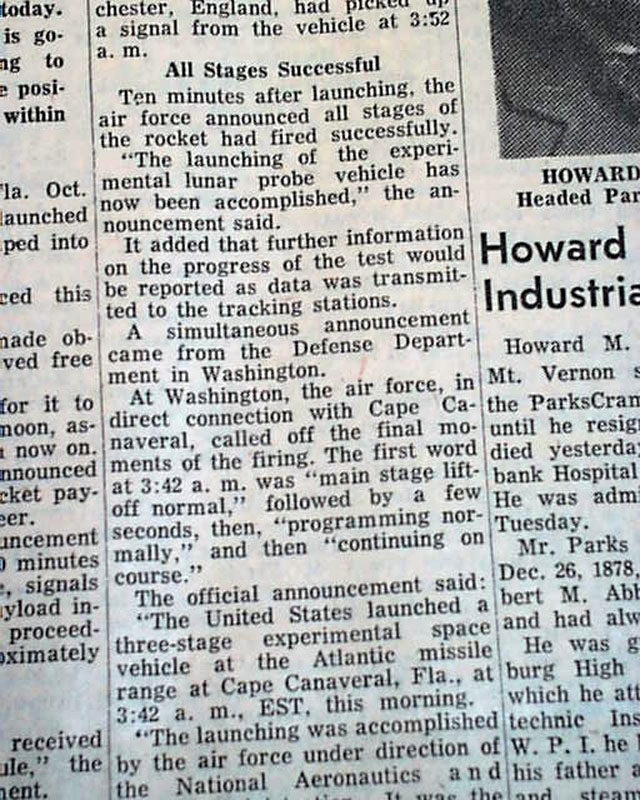 today.
is go-
ng to
e posi-
within
la. Oct.
launched
ped into
ced this
made ob-
ved free
for it to
moon, as-
now on.
nnounced
cket pay-
eer.
uncement
0 minutes
e, signals
ayload in-
proceed-
oximately
received
ule," the
ment.
chester, England, had picked up
a signal from the vehicle at 3:52
a. m.
All Stages Successful
Ten minutes after launching, the
air force announced all stages of
the rocket had fired successfully.
"The launching of the experi-
mental lunar probe vehicle has
now been accomplished," the an-
nouncement said.
It added that further information
on the progress of the test would
be reported as data was transmit-
ted to the tracking stations.
A simultaneous announcement
came from the Defense Depart-
ment in Washington.
At Washington, the air force, in
direct connection with Cape Ca-
naveral, called off the final mo-
ments of the firing. The first word
at 3:42 a. m. was "main stage lift-
off normal," followed by a few
seconds, then, "programming nor-
mally," and then "continuing on
course."
The official announcement said:
"The United States launched a
three-stage experimental space
vehicle at the Atlantic missile
range at Cape Canaveral, Fla., at
3:42 a. m., EST, this morning.
"The launching was accomplished
by the air force under direction of
the National Aeronautics and
It was the
HOWARD
Headed Par
Howard
Industria
Howard M.
Mt. Vernon s
the ParksCram
until he resig
died yesterday
bank Hospital
He was adm
Tuesday.
Mr. Parks
Dec. 26, 1878,
bert M. Abb
and had alw
He was g
burg High
which he att
technic Ins
W. P. I. he
his father a
and steam